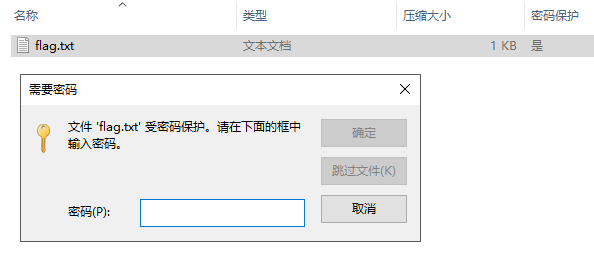 名称 类型 压缩大小 密码保护
flag.txt 文本文档 1 KB 是
需要密码
文件 'flag.txt' 受密码保护。请在下面的框中
输入密码。
确定
跳过文件(K)
密码(P):
取消